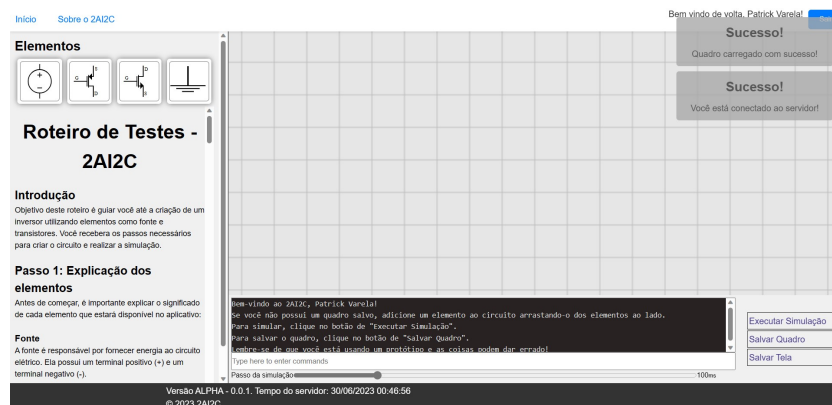 Início Sobre o 2AI2C
Bem vindo de volta, Patrick Varela!
Sucesso!
Quadro carregado com sucesso!
Sucesso!
Você está conectado ao servidor!
Elementos
S
G
D
D
G
S
Roteiro de Testes -
2AI2C
Introdução
Objetivo deste roteiro é guiar você até a criação de um
inversor utilizando elementos como fonte e
transistores. Você recebera os passos necessários
para criar o circuito e realizar a simulação.
Passo 1: Explicação dos
elementos
Antes de começar, é importante explicar o significado
de cada elemento que estará disponível no aplicativo:
Fonte
A fonte é responsável por fornecer energia ao circuito
elétrico. Ela possui um terminal positivo (+) e um
terminal negativo (-).
Bem-vindo ao 2AI2C, Patrick Varela!
Se você não possui um quadro salvo, adicione um elemento ao circuito arrastando-o dos elementos ao lado.
Para simular, clique no botão de "Executar Simulação".
Para salvar o quadro, clique no botão de "Salvar Quadro".
Lembre-se de que você está usando um protótipo e as coisas podem dar errado!
Type here to enter commands
Passo da simulação 100ms
Executar Simulação
Salvar Quadro
Salvar Tela
Versão ALPHA - 0.0.1. Tempo do servidor: 30/06/2023 00:46:56
© 2023 2AI2C